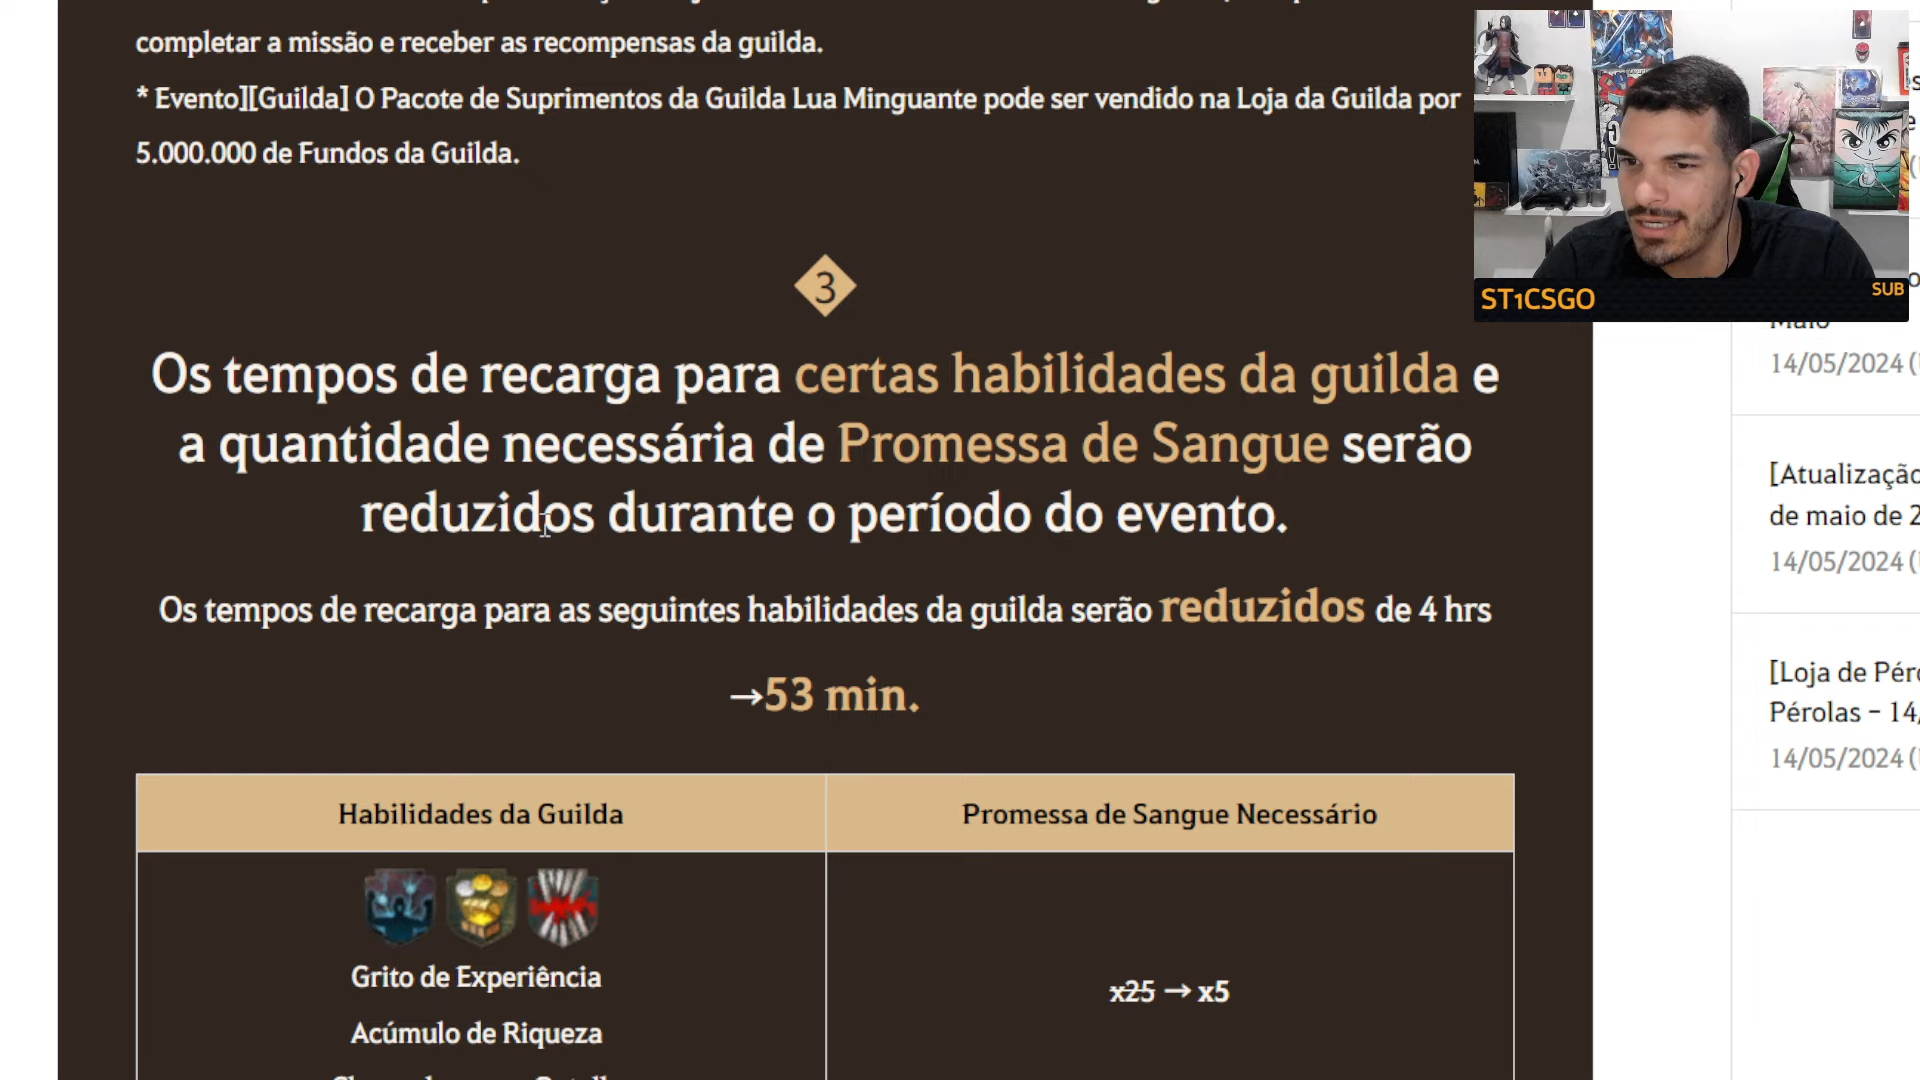 completar a missão e receber as recompensas da guilda.
* Evento][Guilda] O Pacote de Suprimentos da Guilda Lua Minguante pode ser vendido na Loja da Guilda por
5.000.000 de Fundos da Guilda.
3
Os tempos de recarga para certas habilidades da guilda e
a quantidade necessária de Promessa de Sangue serão
reduzidos durante o período do evento.
Os tempos de recarga para as seguintes habilidades da guilda serão reduzidos de 4 hrs
→53 min.
Habilidades da Guilda
Promessa de Sangue Necessário
Grito de Experiência
Acúmulo de Riqueza
x25 → x5
ST1CSGO
SUB
Maio
14/05/2024 (
[Atualização
de maio de 2
14/05/2024 (
[Loja de Péro
Pérolas - 14/
14/05/2024 (